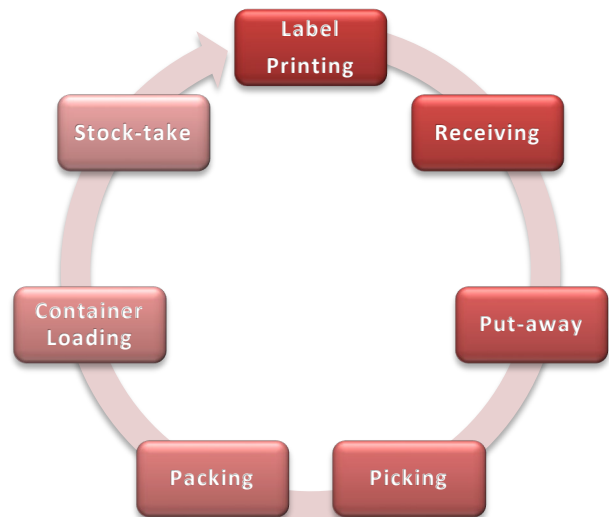 Label
Printing
Receiving
Put-away
Picking
Packing
Container
Loading
Stock-take